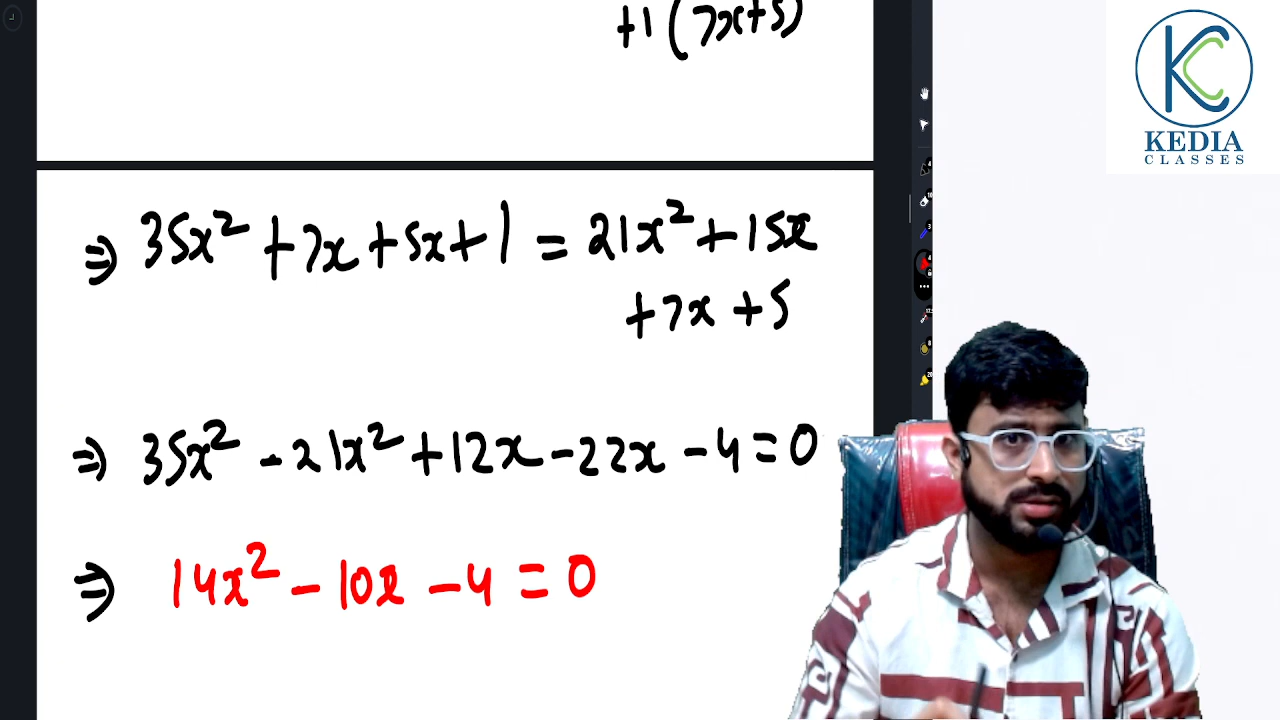 +1 (7x+5)
KEDIA
CLASSES
⇒ 35x² +7x+5x+1 = 21x²+15x
+7x +5
⇒ 35x² -21x² +12x-22x -4=0
⇒ 14x² - 10x - 4 = 0